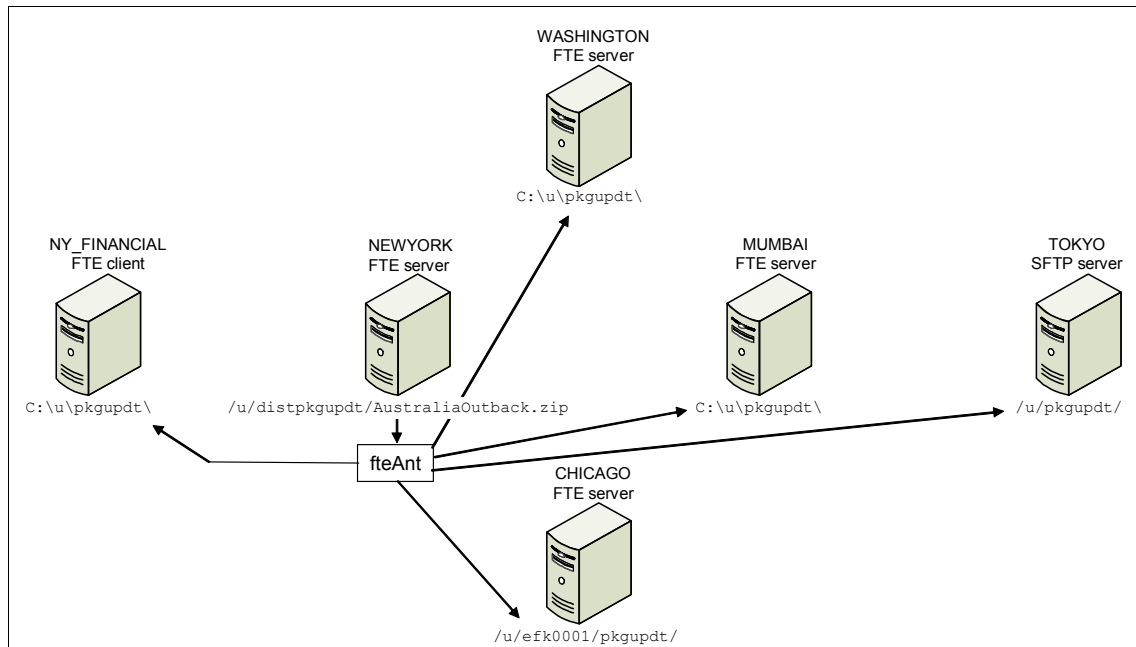 WASHINGTON
FTE server
C:\u\pkgupdt\
NY_FINANCIAL
FTE client
C:\u\pkgupdt\
NEWYORK
FTE server
/u/distpkgupdt/AustraliaOutback.zip
MUMBAI
FTE server
C:\u\pkgupdt\
TOKYO
SFTP server
/u/pkgupdt/
fteAnt
CHICAGO
FTE server
/u/efk0001/pkgupdt/